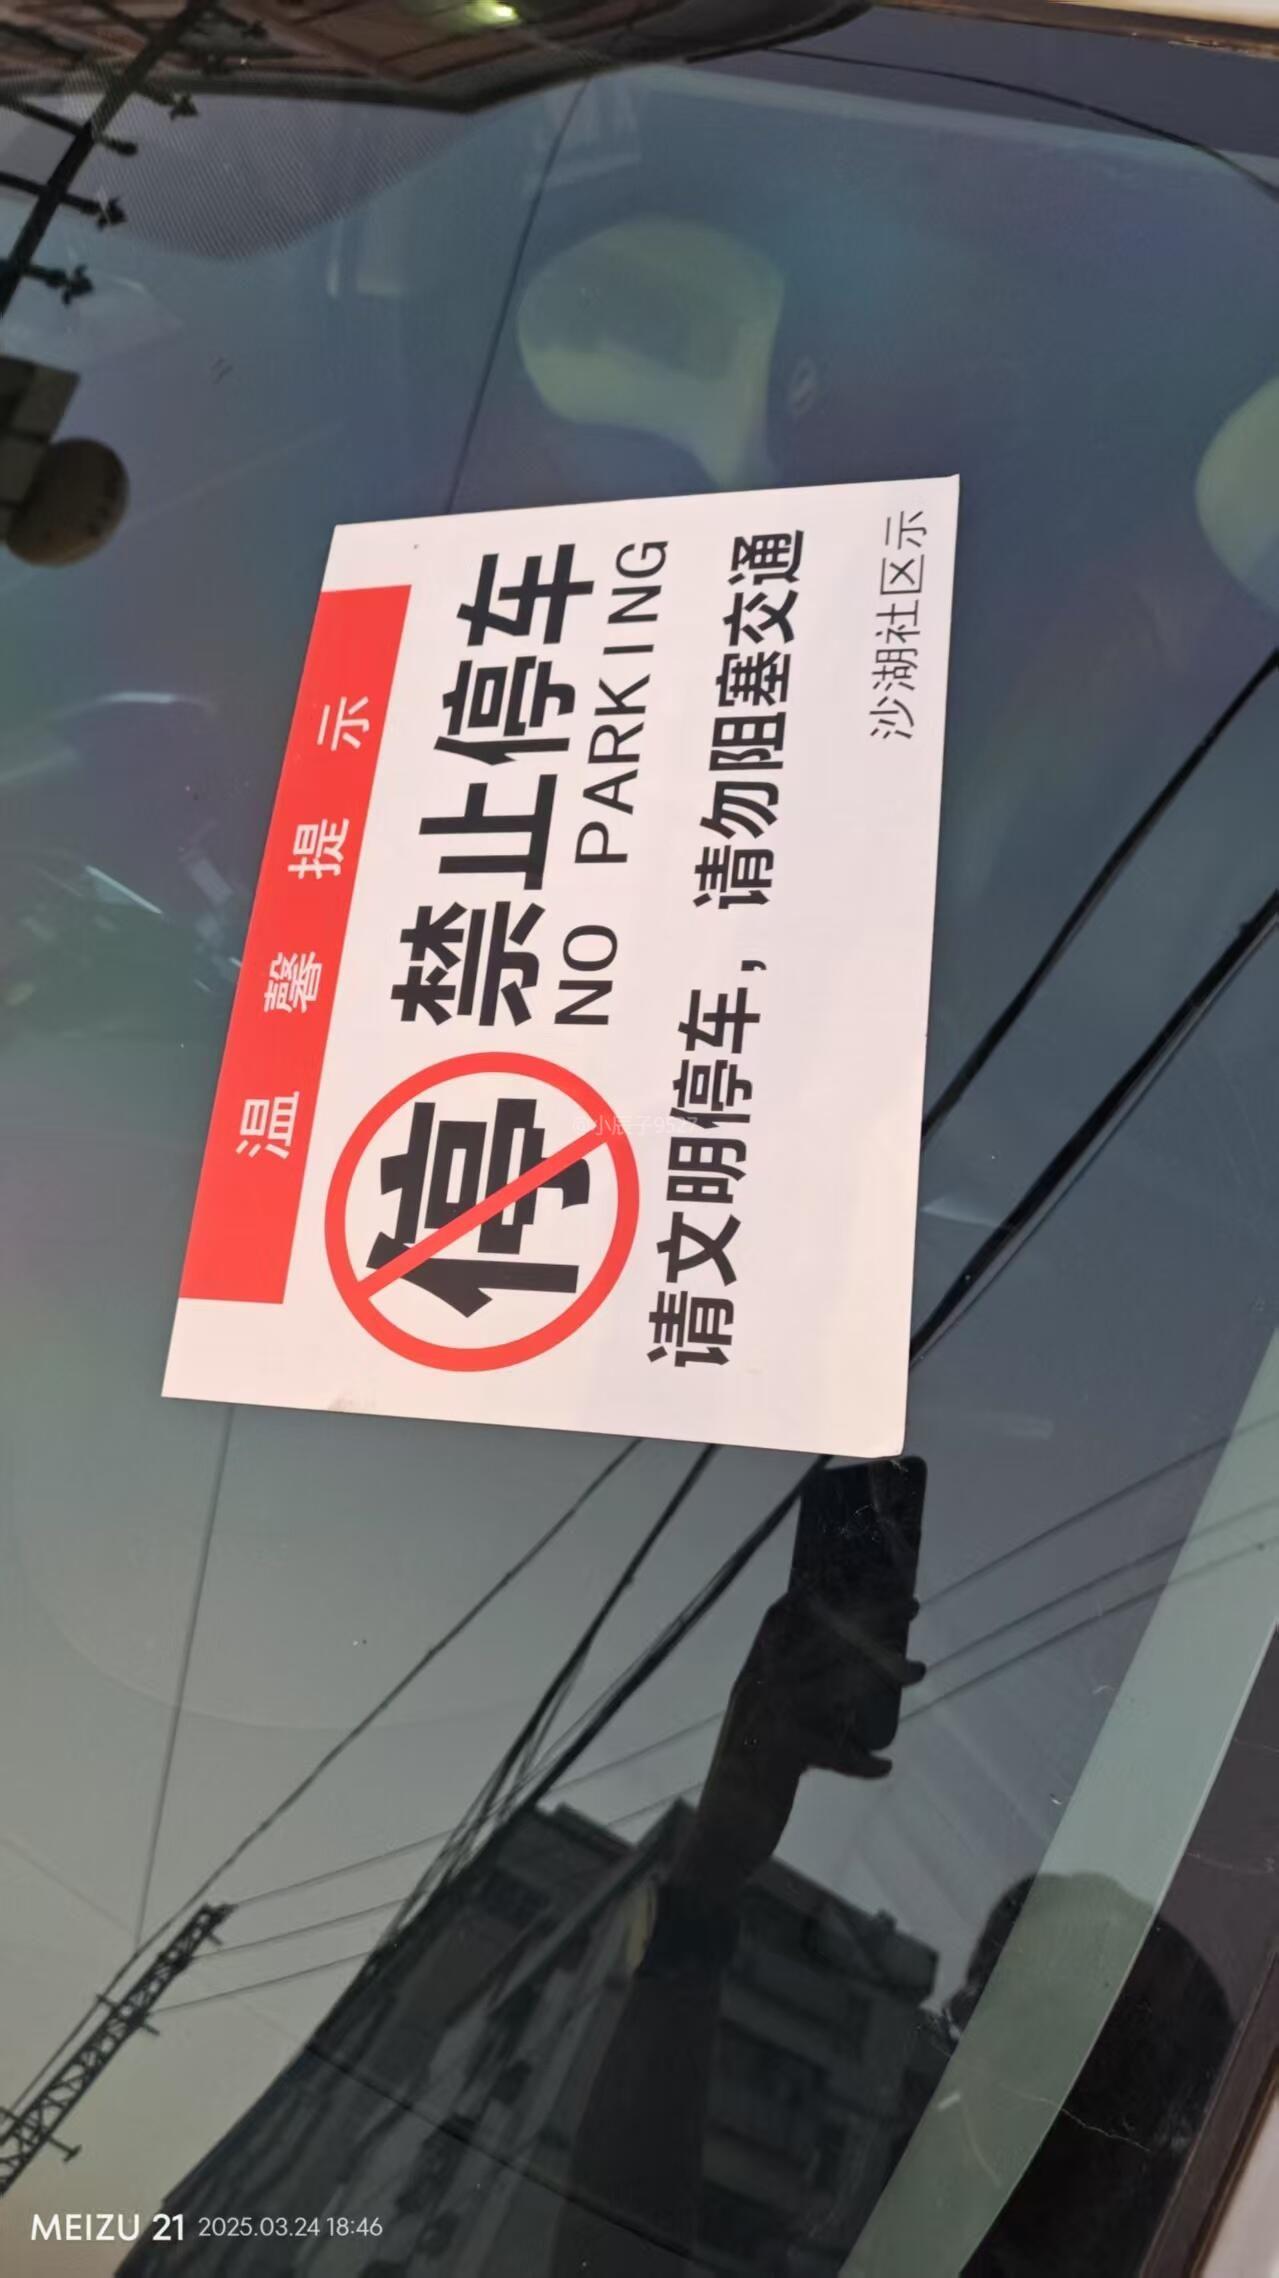 温馨提示
停
禁止停车
NO PARKING
请文明停车，请勿阻塞交通
沙湖社区示
MEIZU 21 2025.03.24 18:46